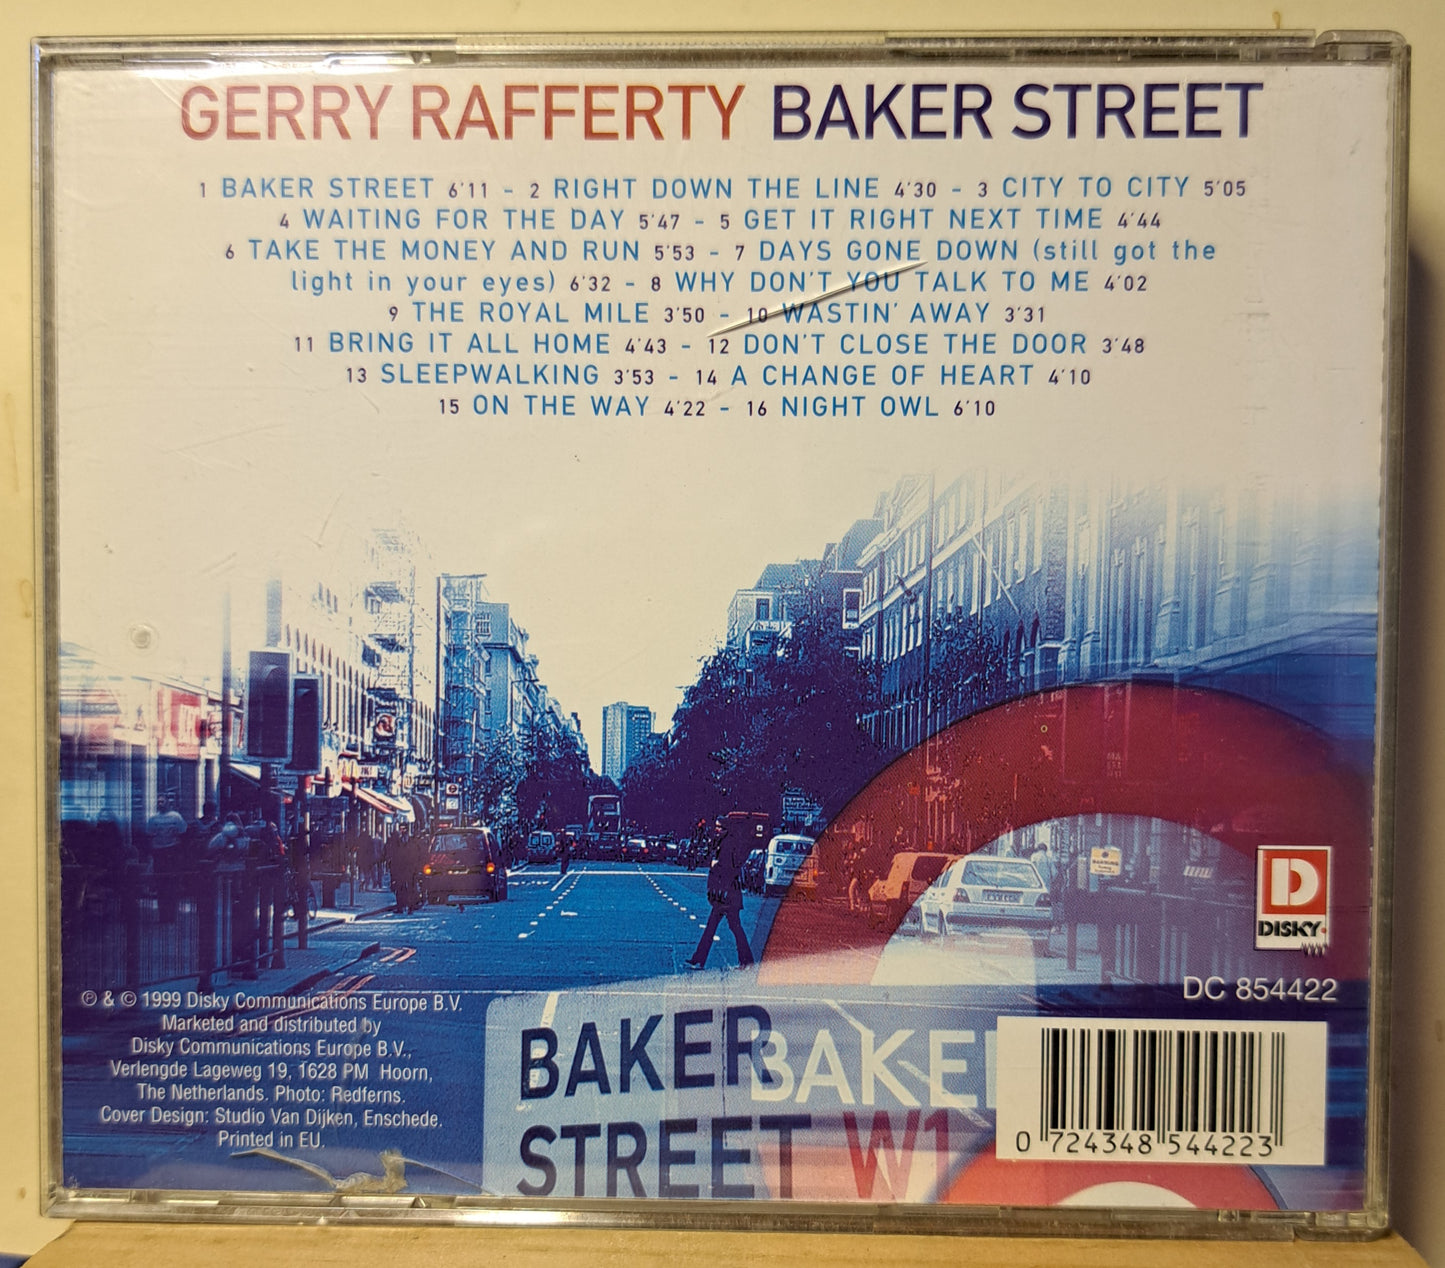 GERRY RAFFERTY BAKER STREET
1 BAKER STREET 6'11 - 2 RIGHT DOWN THE LINE 4'30 - 3 CITY TO CITY 5'05
4 WAITING FOR THE DAY 5'47 - 5 GET IT RIGHT NEXT TIME 4'44
6 TAKE THE MONEY AND RUN 5'53 - 7 DAYS GONE DOWN (still got the
light in your eyes) 6'32 - 8 WHY DON'T YOU TALK TO ME 4'02
9 THE ROYAL MILE 3'50 - 10 WASTIN' AWAY 3'31
11 BRING IT ALL HOME 4'43 - 12 DON'T CLOSE THE DOOR 3'48
13 SLEEPWALKING 3'53 - 14 A CHANGE OF HEART 4'10
15 ON THE WAY 4'22 - 16 NIGHT OWL 6'10
D
DISKY
DC 854422
℗ & © 1999 Disky Communications Europe B.V.
Marketed and distributed by
Disky Communications Europe B.V.,
Verlengde Lageweg 19, 1628 PM Hoorn,
The Netherlands. Photo: Redferns.
Cover Design: Studio Van Dijken, Enschede.
Printed in EU.
BAKER
STREET W1
BAKE
0 724348 544223